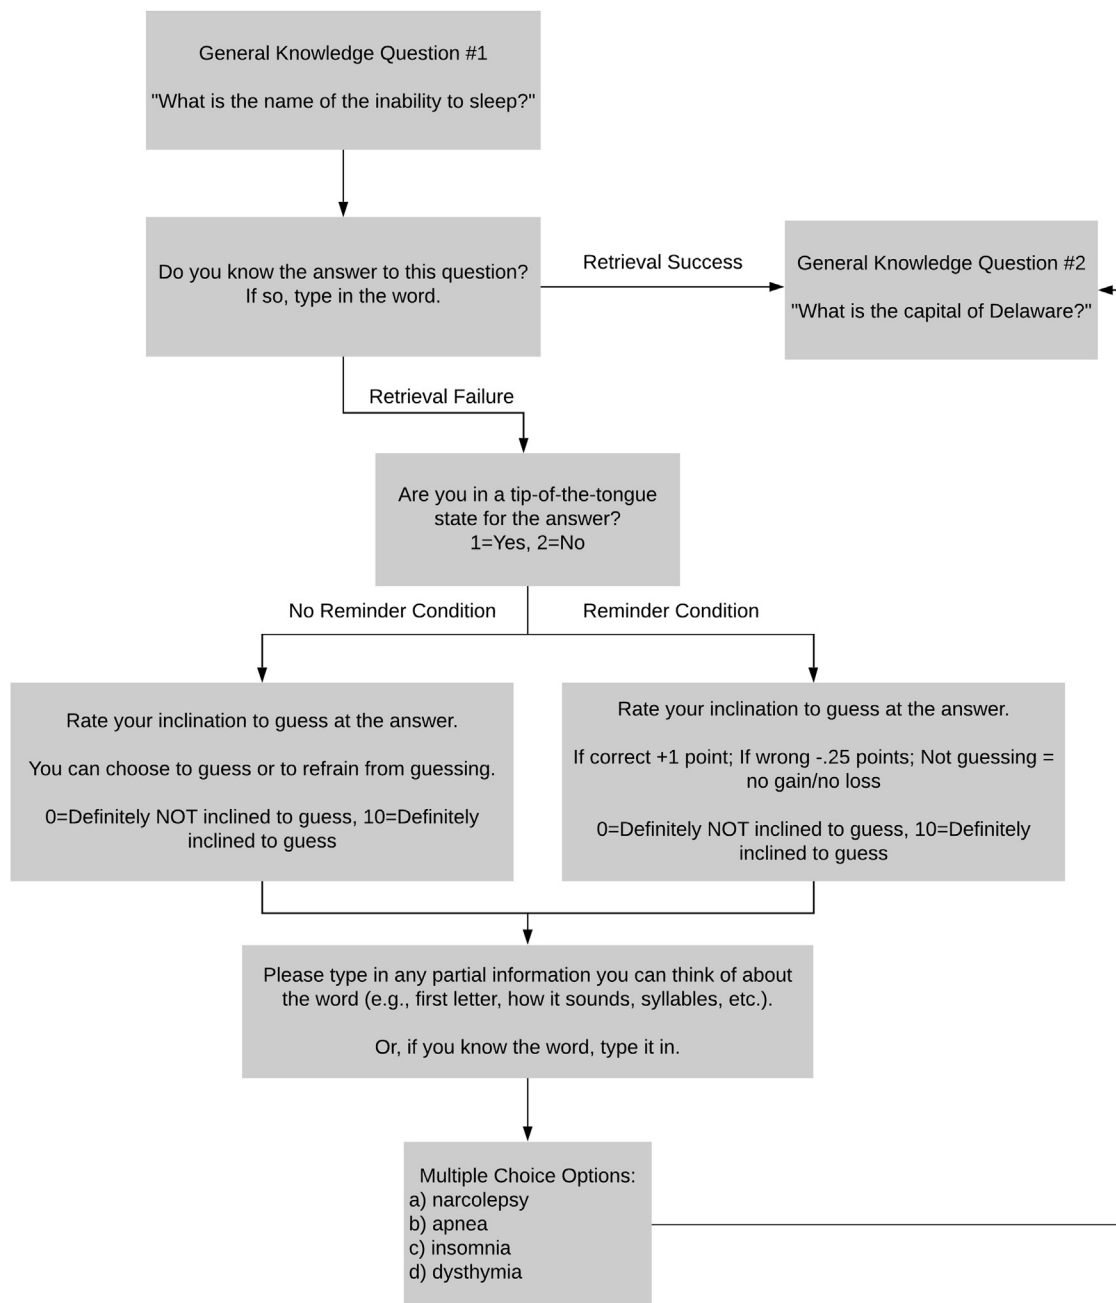 General Knowledge Question #1
"What is the name of the inability to sleep?"
Do you know the answer to this question?
If so, type in the word.
Retrieval Success
General Knowledge Question #2
"What is the capital of Delaware?"
Retrieval Failure
Are you in a tip-of-the-tongue
state for the answer?
1=Yes, 2=No
No Reminder Condition
Reminder Condition
Rate your inclination to guess at the answer.
You can choose to guess or to refrain from guessing.
0=Definitely NOT inclined to guess, 10=Definitely
inclined to guess
Rate your inclination to guess at the answer.
If correct +1 point; If wrong -.25 points; Not guessing =
no gain/no loss
0=Definitely NOT inclined to guess, 10=Definitely
inclined to guess
Please type in any partial information you can think of about
the word (e.g., first letter, how it sounds, syllables, etc.).
Or, if you know the word, type it in.
Multiple Choice Options:
a) narcolepsy
b) apnea
c) insomnia
d) dysthymia